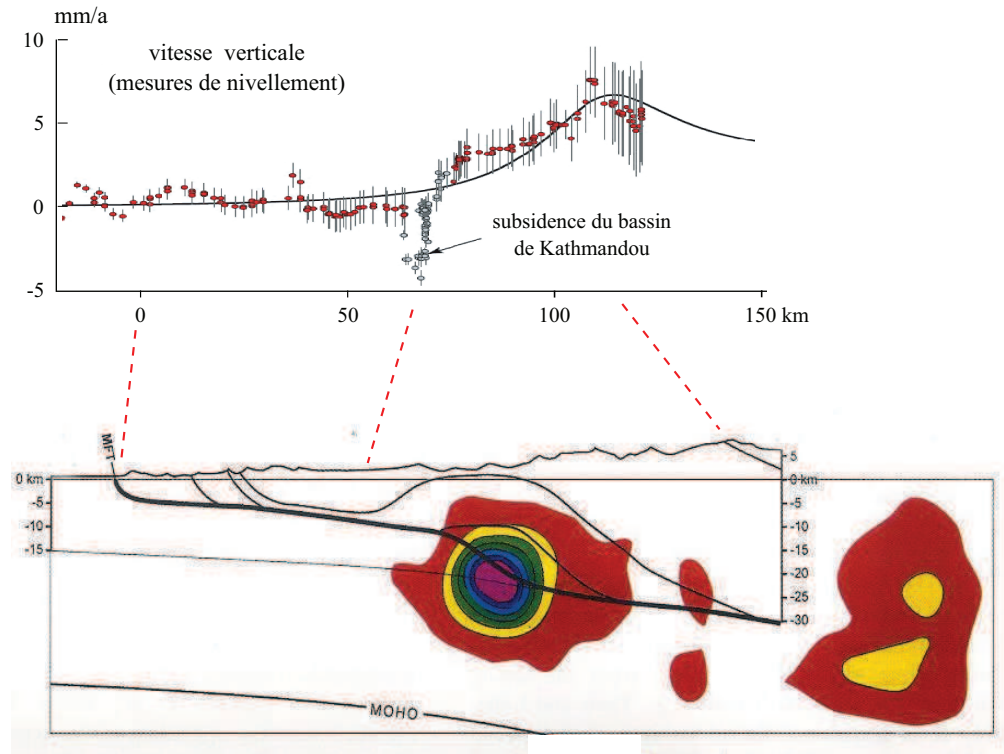 mm/a
10
vitesse verticale
(mesures de nivellement)
5
0
subsidence du bassin
de Kathmandou
-5
0 50 100 150 km
MFT
5
0 km 0 km
-5 -5
-10 -10
-15 -15
-20
-25
-30
MOHO